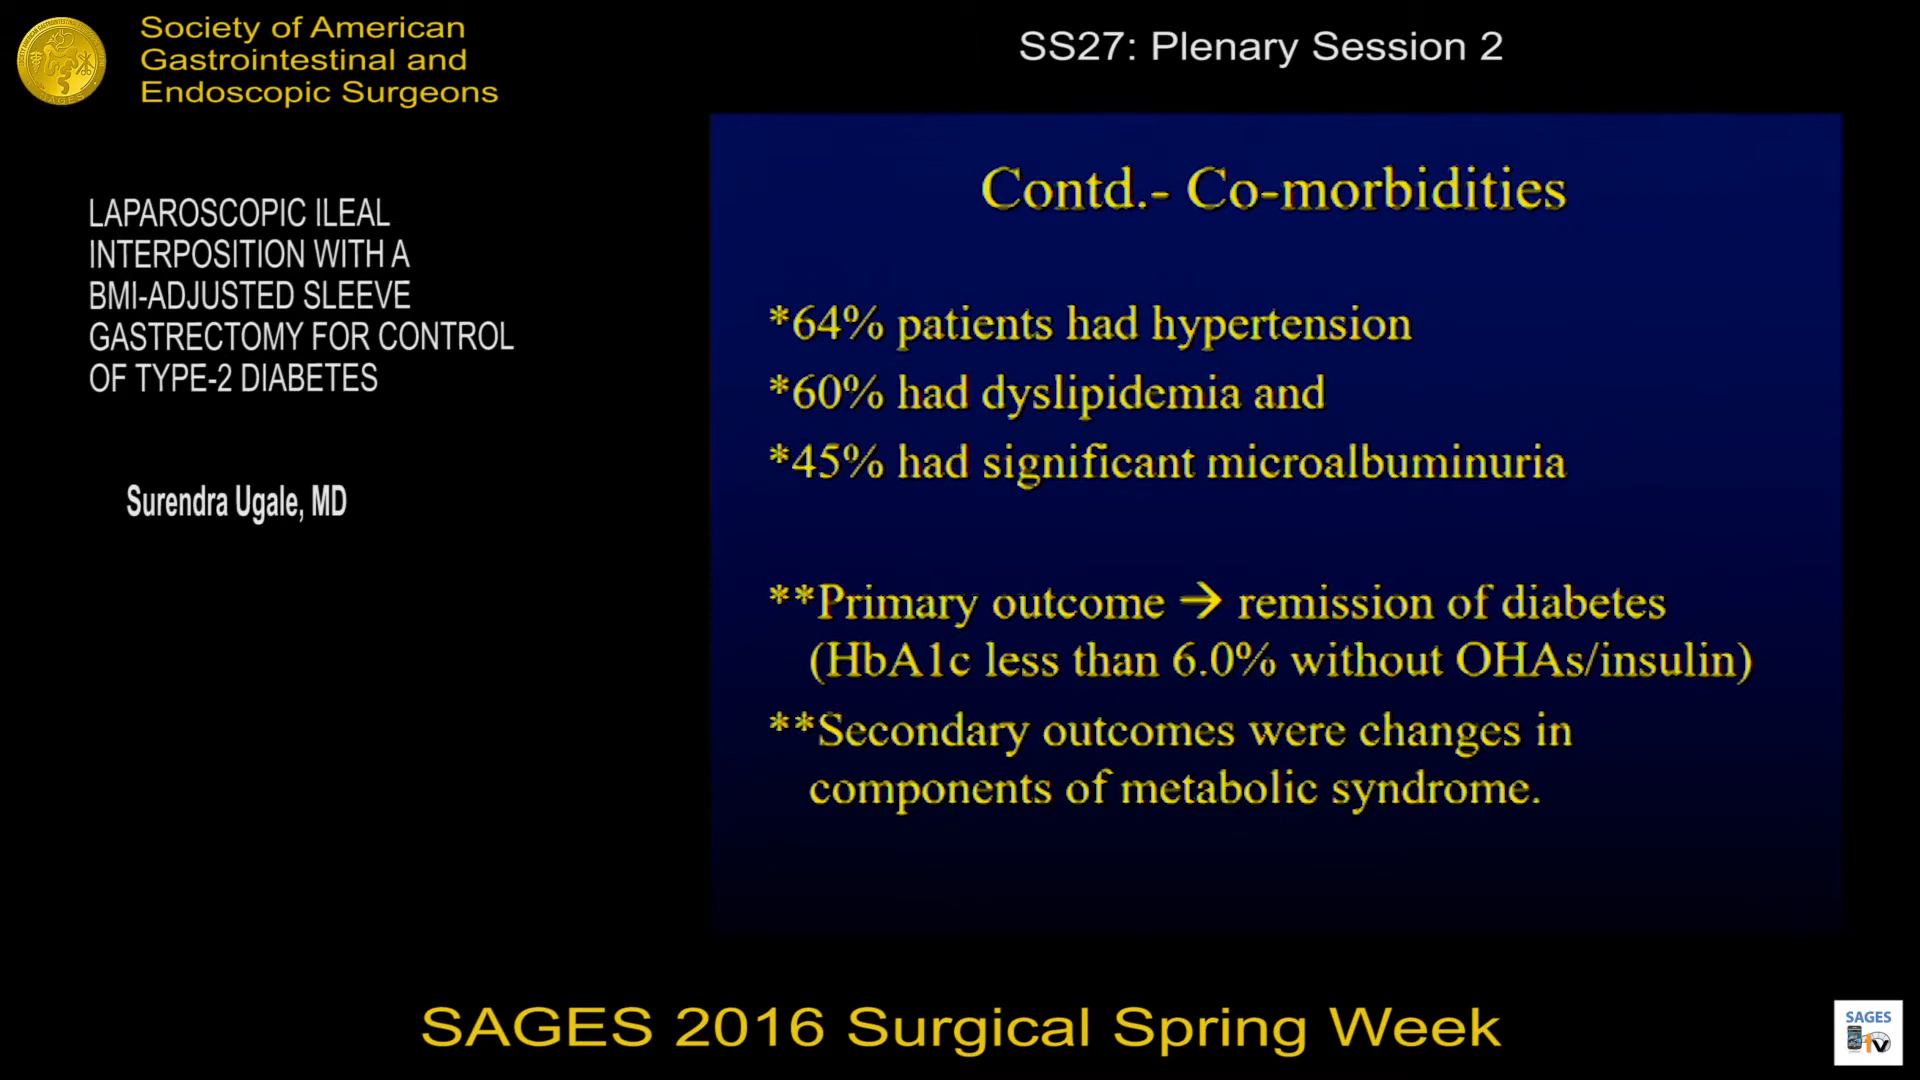 Society of American
Gastrointestinal and
Endoscopic Surgeons
SS27: Plenary Session 2
LAPAROSCOPIC ILEAL
INTERPOSITION WITH A
BMI-ADJUSTED SLEEVE
GASTRECTOMY FOR CONTROL
OF TYPE-2 DIABETES
Surendra Ugale, MD
Contd.- Co-morbidities
*64% patients had hypertension
*60% had dyslipidemia and
*45% had significant microalbuminuria
**Primary outcome → remission of diabetes
(HbA1c less than 6.0% without OHAs/insulin)
**Secondary outcomes were changes in
components of metabolic syndrome.
SAGES 2016 Surgical Spring Week
SAGES
TV